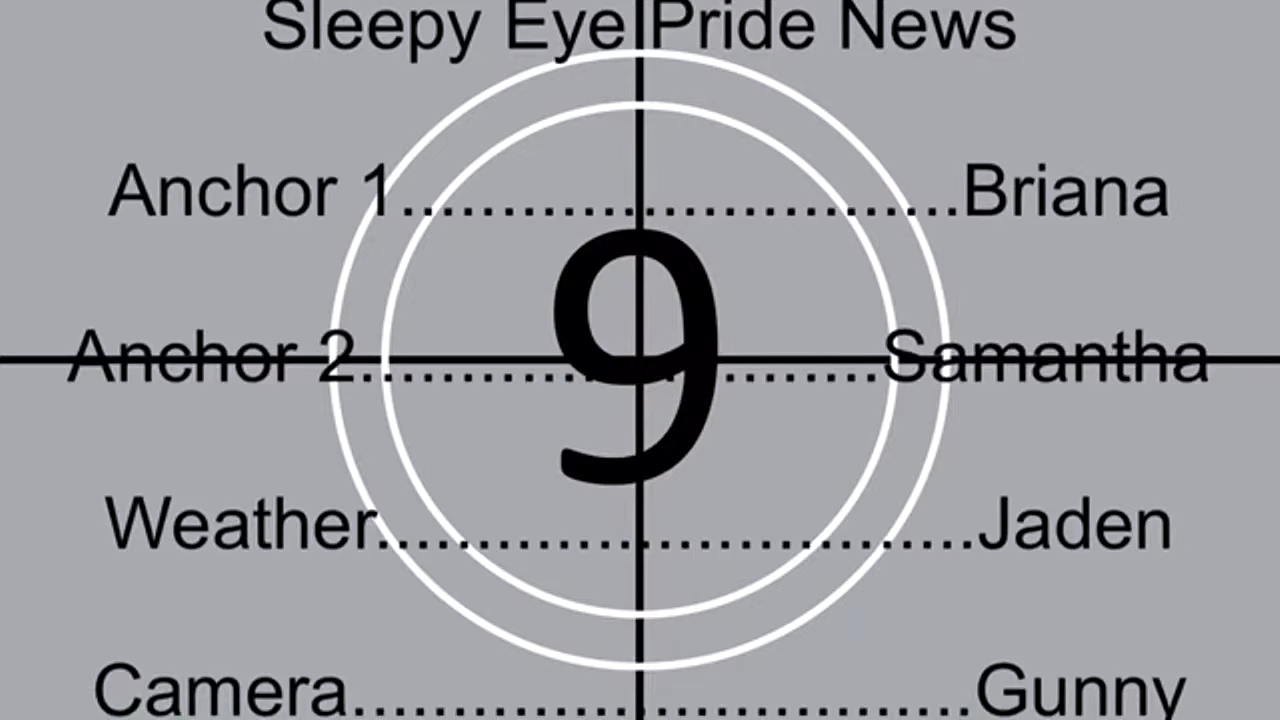 Sleepy Eye Pride News
Anchor 1............................Briana
9
Anchor 2..........................Samantha
Weather..............................Jaden
Camera...............................Gunny